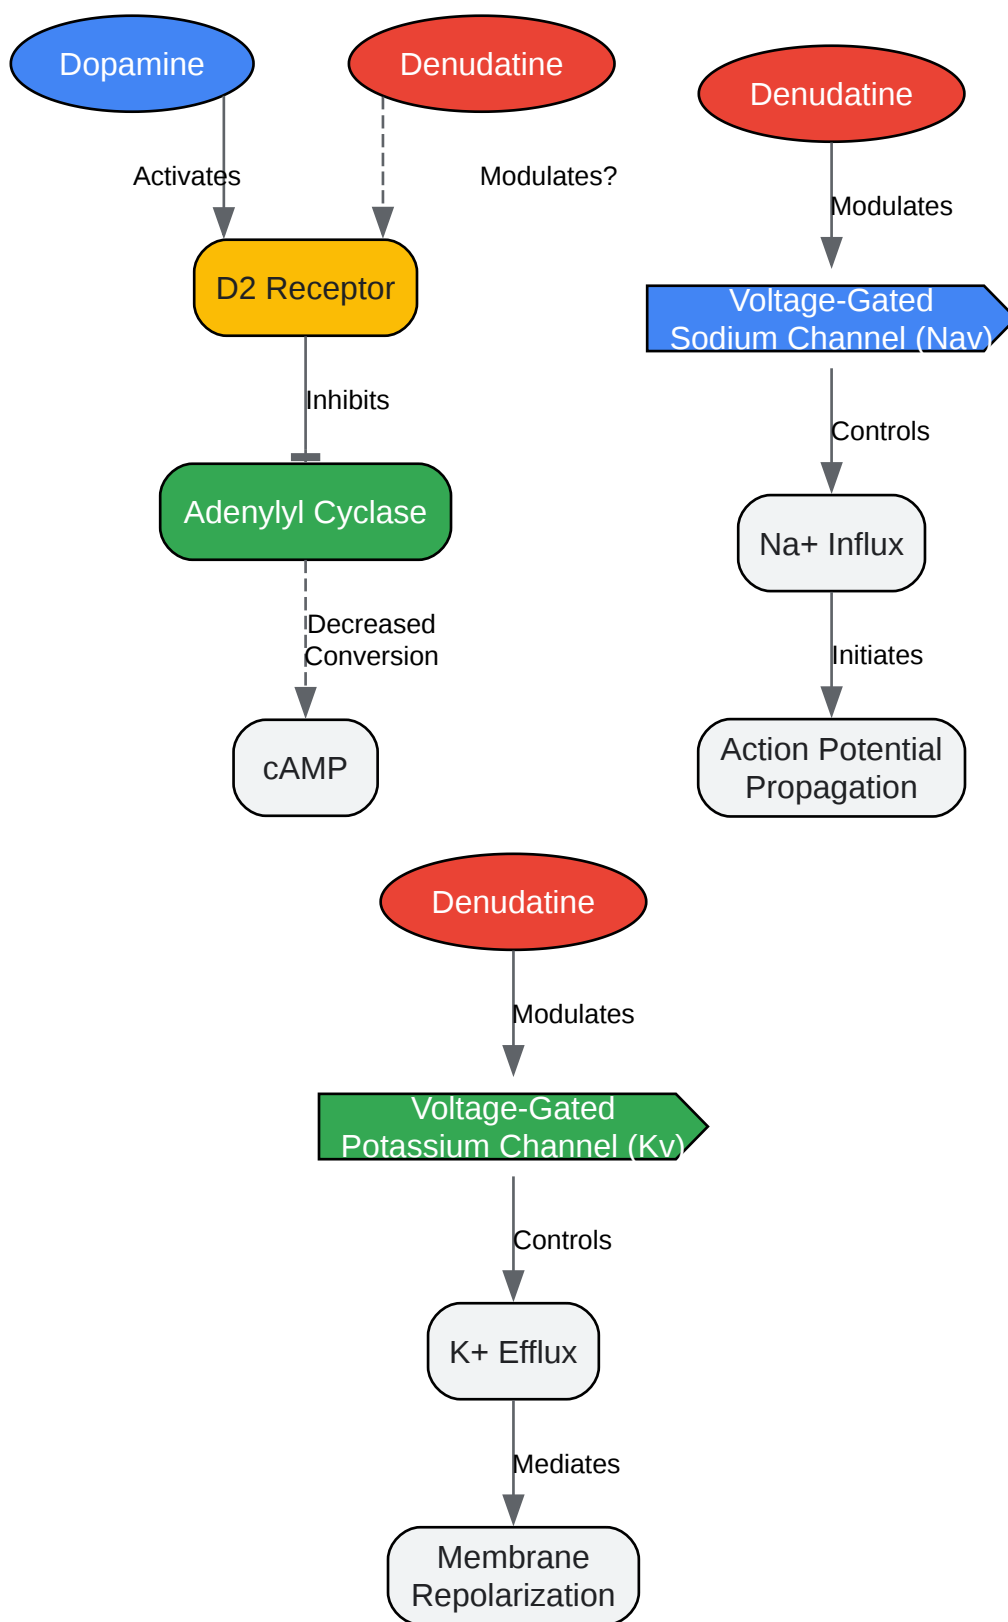 Dopamine
Denudatine
Activates
Modulates?
D2 Receptor
Inhibits
Adenylyl Cyclase
Decreased
Conversion
cAMP
Denudatine
Modulates
Voltage-Gated
Sodium Channel (Nav)
Controls
Na+ Influx
Initiates
Action Potential
Propagation
Denudatine
Modulates
Voltage-Gated
Potassium Channel (Kv)
Controls
K+ Efflux
Mediates
Membrane
Repolarization